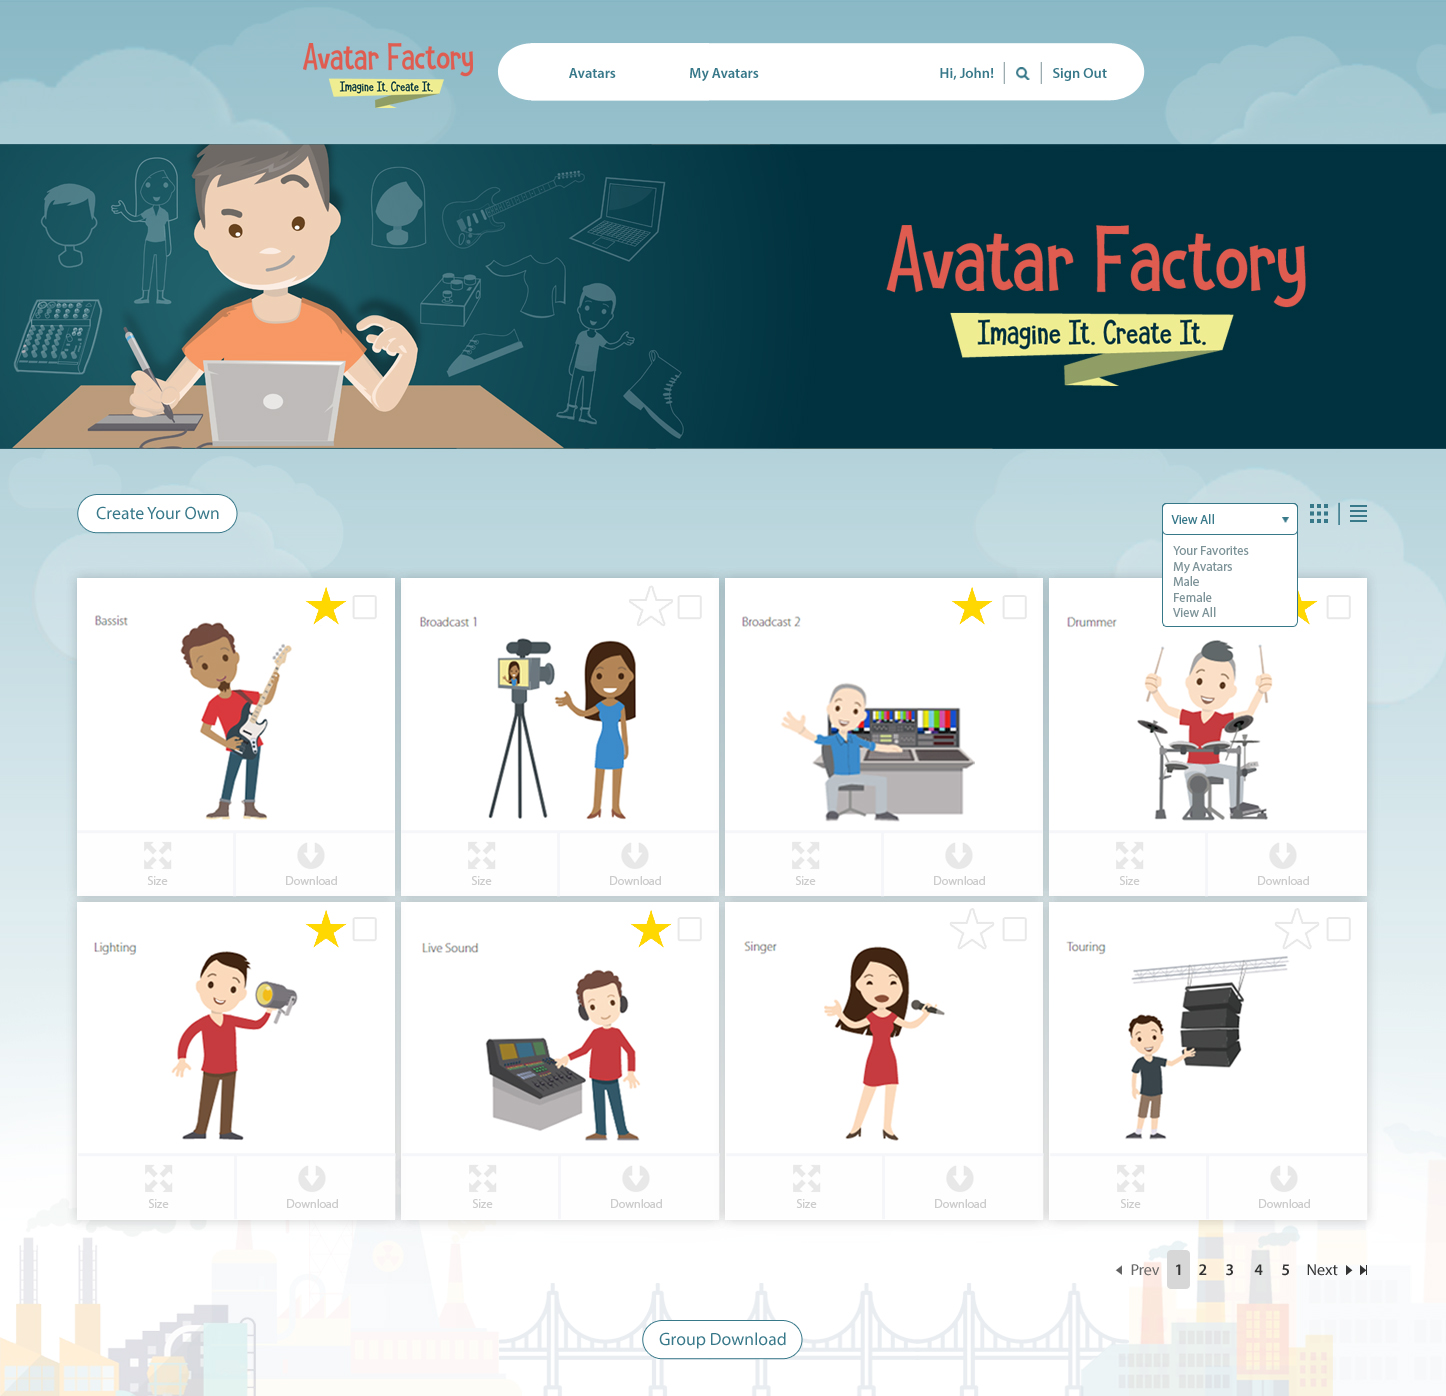 Avatar Factory
Imagine It. Create It.
Avatars
My Avatars
Hi, John!
Sign Out
Avatar Factory
Imagine It. Create It.
Create Your Own
View All
Your Favorites
My Avatars
Male
Female
View All
Bassist
Broadcast 1
Broadcast 2
Drummer
Size
Download
Size
Download
Size
Download
Size
Download
Lighting
Live Sound
Singer
Touring
Size
Download
Size
Download
Size
Download
Size
Download
Prev 1 2 3 4 5 Next
Group Download